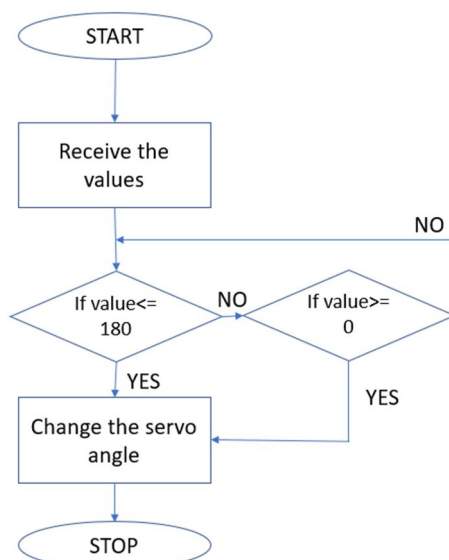 START
Receive the
values
NO
If value<=
180
NO
If value>=
0
YES
YES
Change the servo
angle
STOP